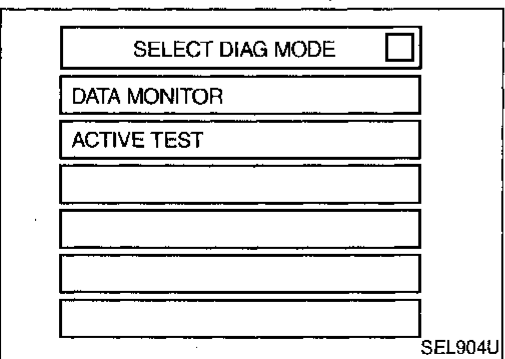 SELECT DIAG MODE
DATA MONITOR
ACTIVE TEST
SEL904U